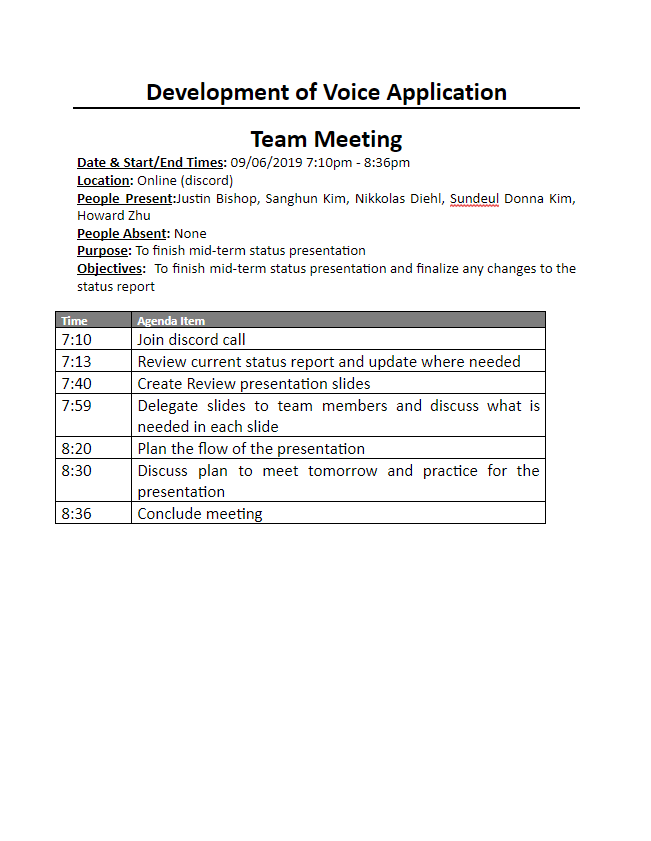 Development of Voice Application
Team Meeting
Date & Start/End Times: 09/06/2019 7:10pm - 8:36pm
Location: Online (discord)
People Present:Justin Bishop, Sanghun Kim, Nikkolas Diehl, Sundeul Donna Kim,
Howard Zhu
People Absent: None
Purpose: To finish mid-term status presentation
Objectives: To finish mid-term status presentation and finalize any changes to the
status report
Time Agenda Item
7:10 Join discord call
7:13 Review current status report and update where needed
7:40 Create Review presentation slides
7:59 Delegate slides to team members and discuss what is
needed in each slide
8:20 Plan the flow of the presentation
8:30 Discuss plan to meet tomorrow and practice for the
presentation
8:36 Conclude meeting